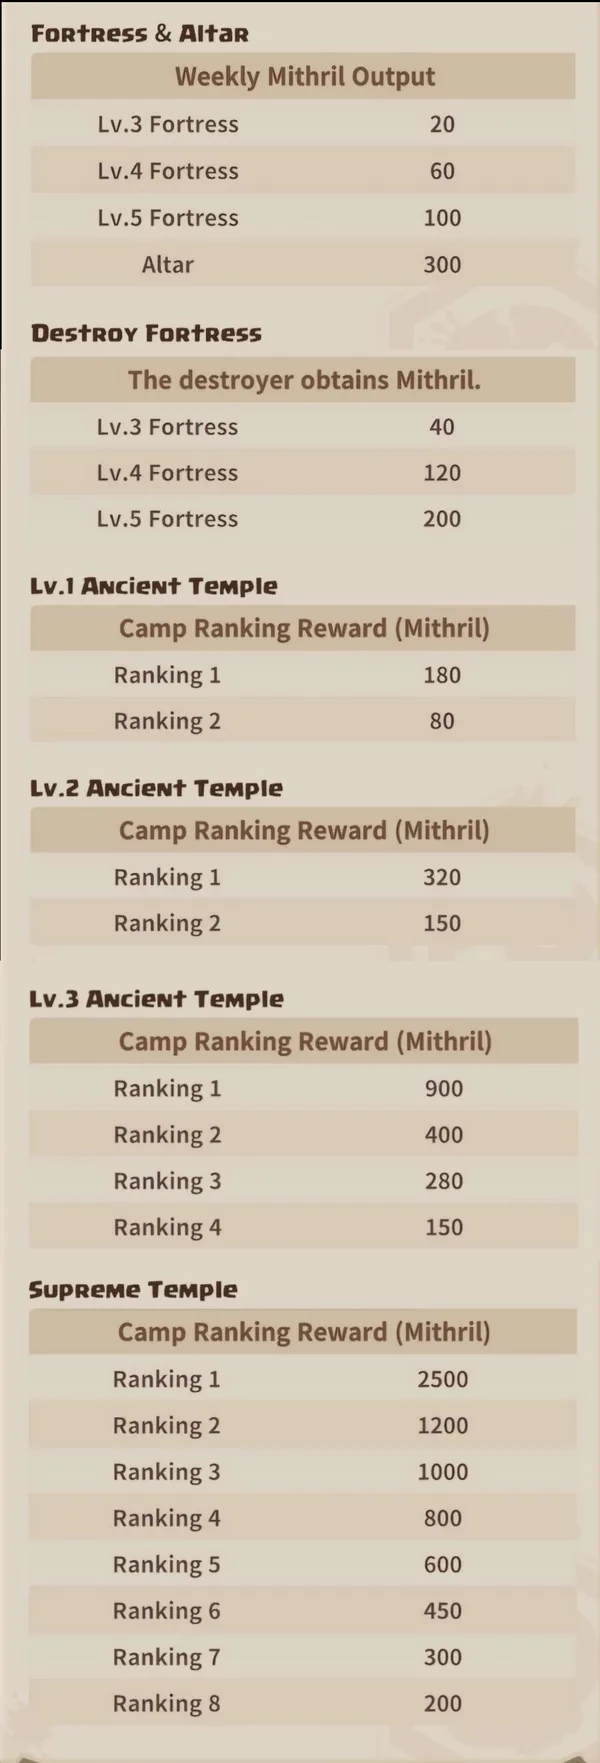 Fortress & Altar
Weekly Mithril Output
Lv.3 Fortress 20
Lv.4 Fortress 60
Lv.5 Fortress 100
Altar 300
Destroy Fortress
The destroyer obtains Mithril.
Lv.3 Fortress 40
Lv.4 Fortress 120
Lv.5 Fortress 200
Lv.1 Ancient Temple
Camp Ranking Reward (Mithril)
Ranking 1 180
Ranking 2 80
Lv.2 Ancient Temple
Camp Ranking Reward (Mithril)
Ranking 1 320
Ranking 2 150
Lv.3 Ancient Temple
Camp Ranking Reward (Mithril)
Ranking 1 900
Ranking 2 400
Ranking 3 280
Ranking 4 150
Supreme Temple
Camp Ranking Reward (Mithril)
Ranking 1 2500
Ranking 2 1200
Ranking 3 1000
Ranking 4 800
Ranking 5 600
Ranking 6 450
Ranking 7 300
Ranking 8 200